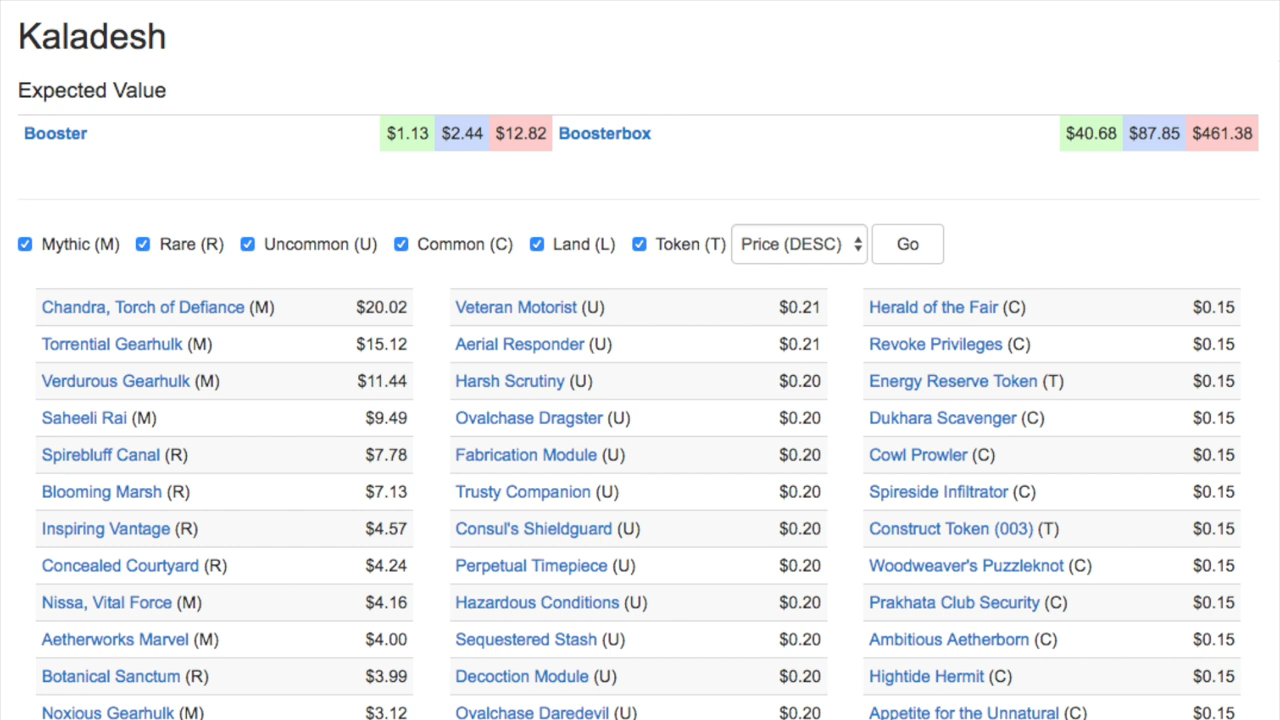 Kaladesh
Expected Value
Booster $1.13 $2.44 $12.82 Boosterbox $40.68 $87.85 $461.38
Mythic (M) Rare (R) Uncommon (U) Common (C) Land (L) Token (T) Price (DESC) Go
Chandra, Torch of Defiance (M) $20.02 Veteran Motorist (U) $0.21 Herald of the Fair (C) $0.15
Torrential Gearhulk (M) $15.12 Aerial Responder (U) $0.21 Revoke Privileges (C) $0.15
Verdurous Gearhulk (M) $11.44 Harsh Scrutiny (U) $0.20 Energy Reserve Token (T) $0.15
Saheeli Rai (M) $9.49 Ovalchase Dragster (U) $0.20 Dukhara Scavenger (C) $0.15
Spirebluff Canal (R) $7.78 Fabrication Module (U) $0.20 Cowl Prowler (C) $0.15
Blooming Marsh (R) $7.13 Trusty Companion (U) $0.20 Spireside Infiltrator (C) $0.15
Inspiring Vantage (R) $4.57 Consul's Shieldguard (U) $0.20 Construct Token (003) (T) $0.15
Concealed Courtyard (R) $4.24 Perpetual Timepiece (U) $0.20 Woodweaver's Puzzleknot (C) $0.15
Nissa, Vital Force (M) $4.16 Hazardous Conditions (U) $0.20 Prakhata Club Security (C) $0.15
Aetherworks Marvel (M) $4.00 Sequestered Stash (U) $0.20 Ambitious Aetherborn (C) $0.15
Botanical Sanctum (R) $3.99 Decoction Module (U) $0.20 Hightide Hermit (C) $0.15
Noxious Gearhulk (M) $3.12 Ovalchase Daredevil (U) $0.20 Appetite for the Unnatural (C) $0.15